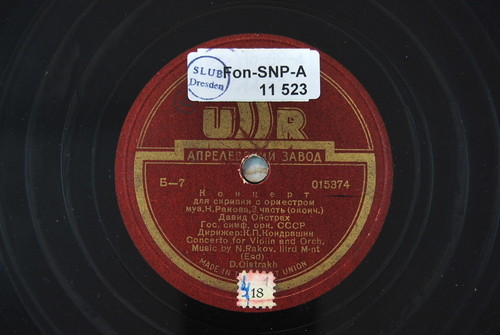 SLUB
Dresden
Fon-SNP-A
11 523
USSR
АПРЕЛЕВСКИЙ ЗАВОД
Б—7
015374
Концерт
для скрипки с оркестром
муз. Н. Ракова, 3 часть (оконч.)
Давид Ойстрах
Гос. симф. орк. СССР
Дирижер: К. П. Кондрашин
Concerto for Violin and Orch.
Music by N. Rakov. IIIrd M-nt
(End)
D. Oistrakh
MADE IN THE SOVIET UNION
18